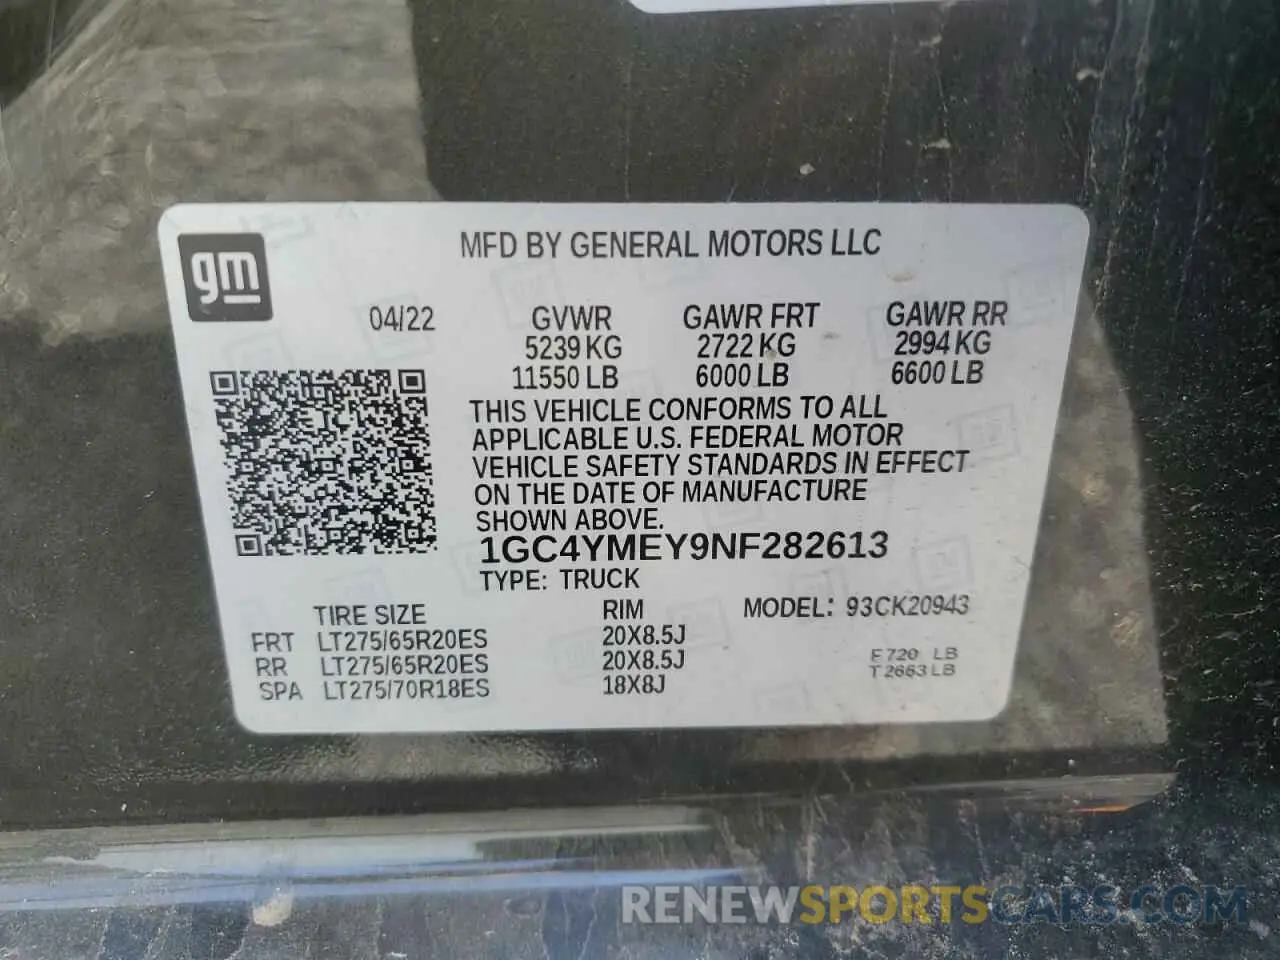 gm
MFD BY GENERAL MOTORS LLC
04/22 GVWR GAWR FRT GAWR RR
5239 KG 2722 KG 2994 KG
11550 LB 6000 LB 6600 LB
THIS VEHICLE CONFORMS TO ALL
APPLICABLE U.S. FEDERAL MOTOR
VEHICLE SAFETY STANDARDS IN EFFECT
ON THE DATE OF MANUFACTURE
SHOWN ABOVE.
1GC4YMEY9NF282613
TYPE: TRUCK
TIRE SIZE RIM MODEL: 93CK20943
FRT LT275/65R20ES 20X8.5J
RR LT275/65R20ES 20X8.5J F720 LB
SPA LT275/70R18ES 18X8J T2663LB
RENEWSPORTSCARS.COM